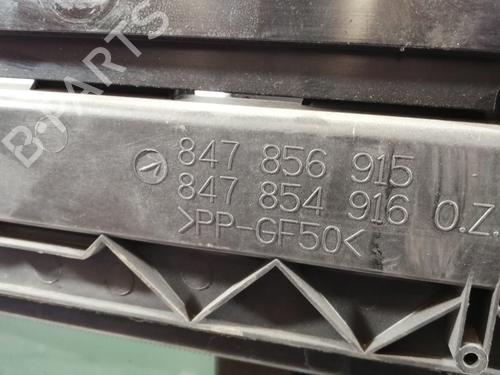 B-PARTS
847 856 915
847 854 916 O.Z.
>PP-GF50<